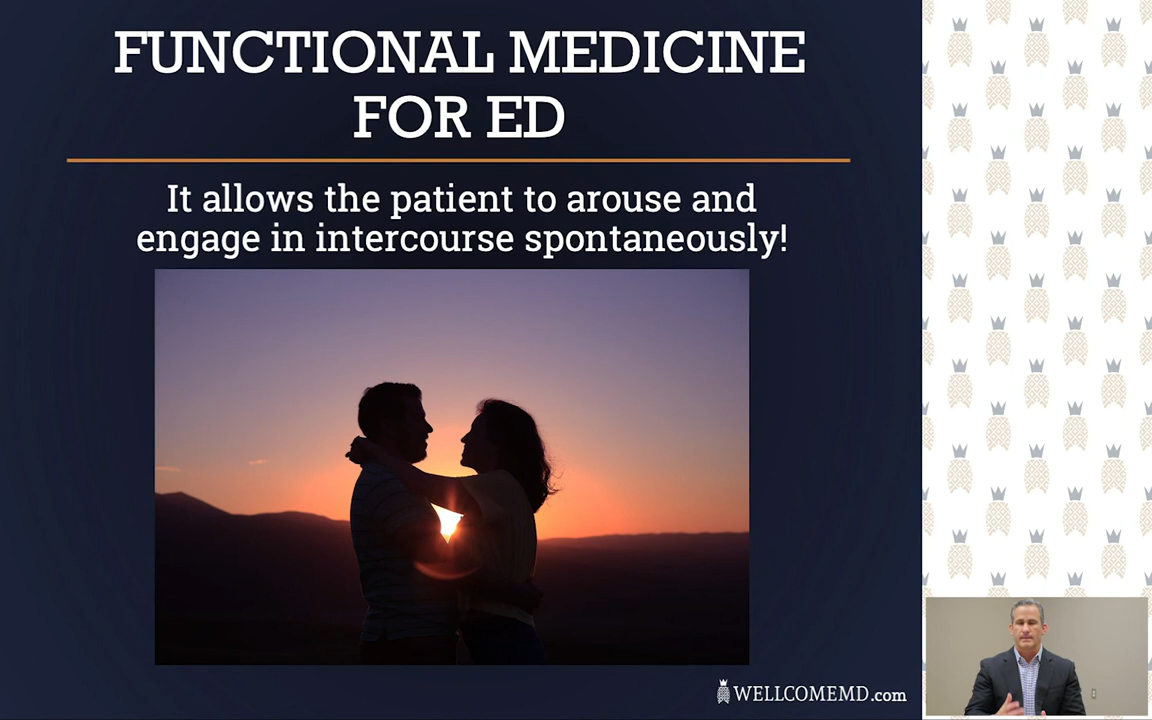 FUNCTIONAL MEDICINE
FOR ED
It allows the patient to arouse and
engage in intercourse spontaneously!
WELLCOMEMD.com